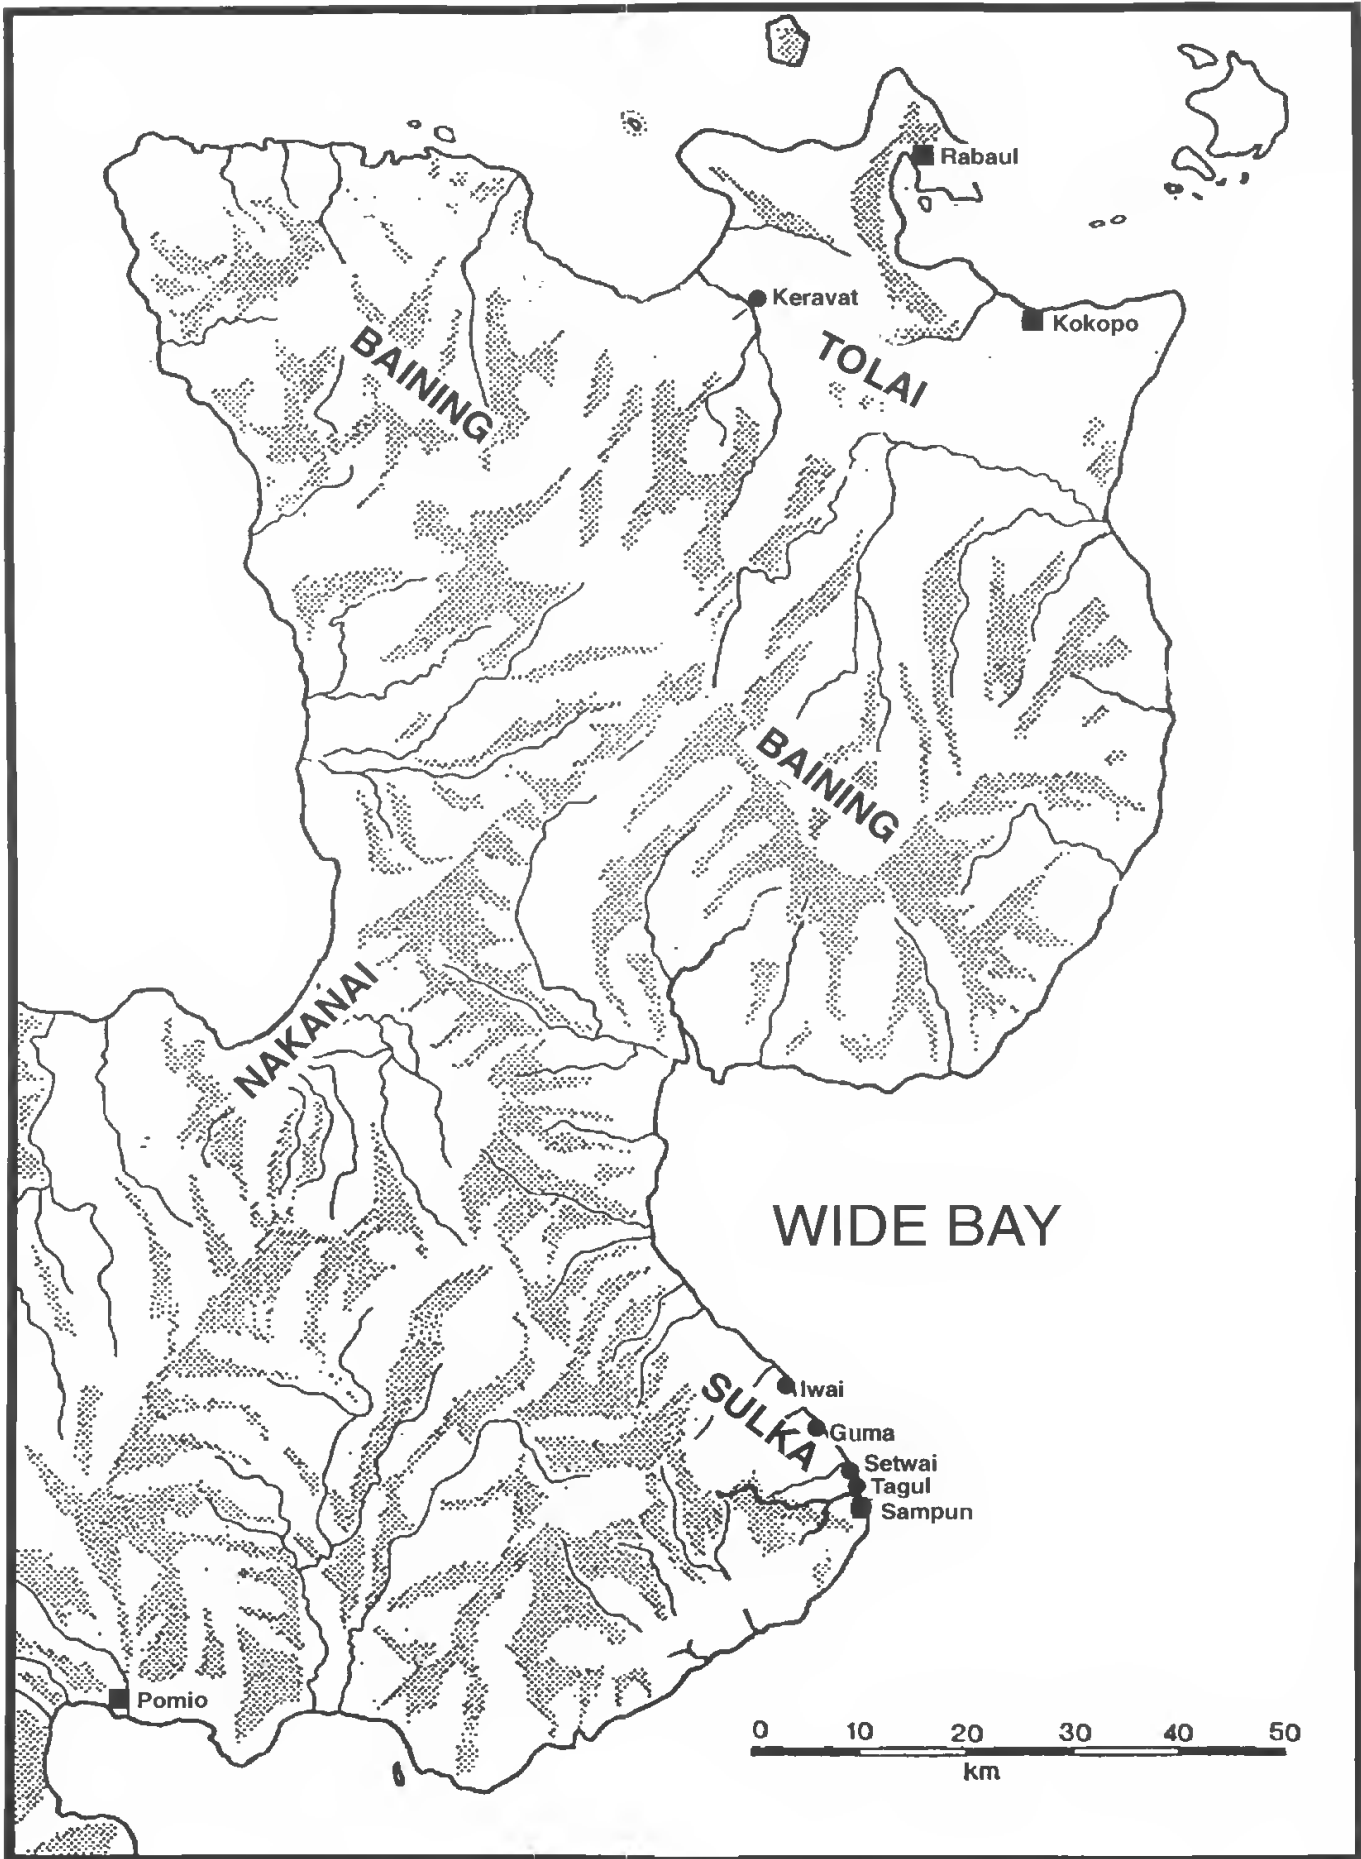 Rabaul
Keravat
Kokopo
TOLAI
BAINING
BAINING
NAKANAI
WIDE BAY
SULKA
Iwai
Guma
Setwai
Tagul
Sampun
Pomio
0 10 20 30 40 50
km